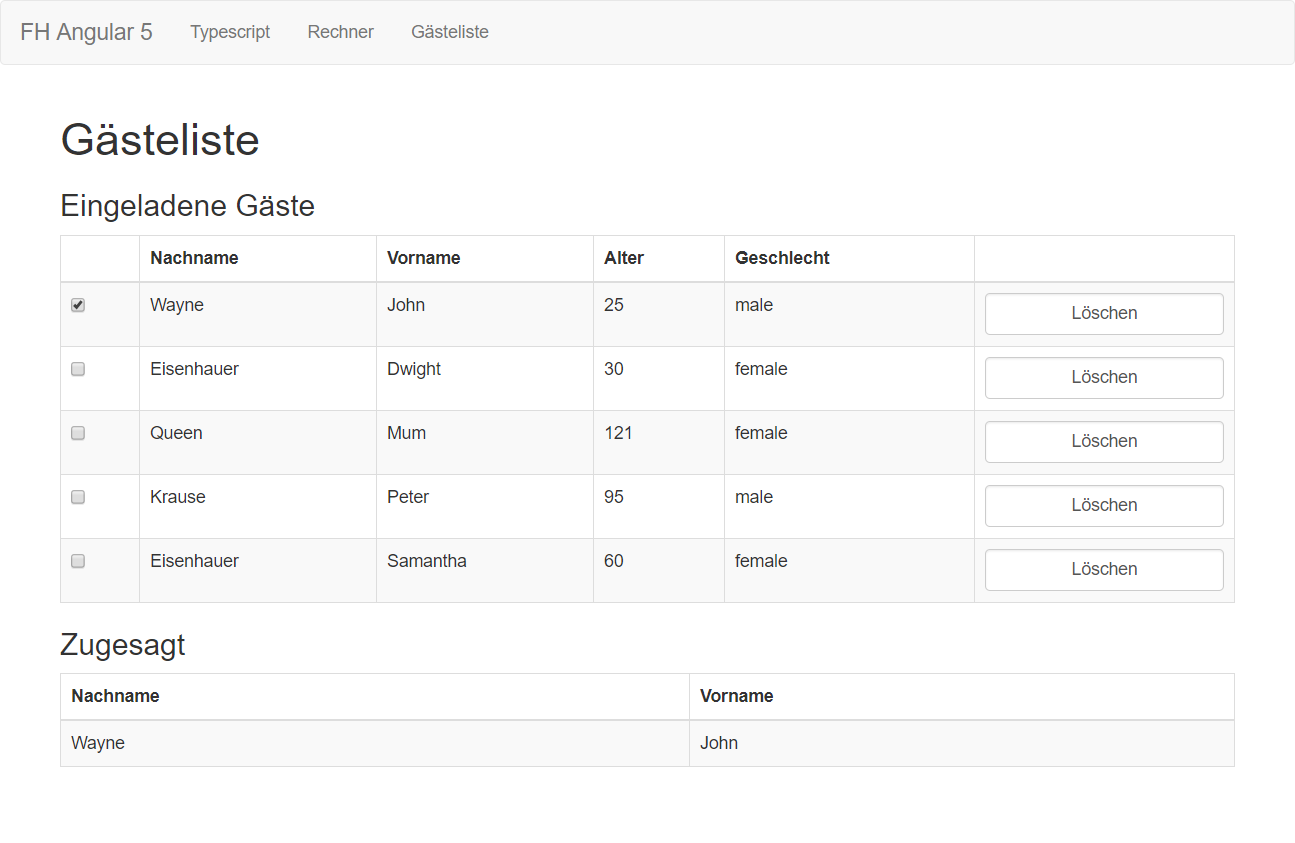 FH Angular 5 Typescript Rechner Gästeliste
Gästeliste
Eingeladene Gäste
Nachname Vorname Alter Geschlecht
Wayne John 25 male Löschen
Eisenhauer Dwight 30 female Löschen
Queen Mum 121 female Löschen
Krause Peter 95 male Löschen
Eisenhauer Samantha 60 female Löschen
Zugesagt
Nachname Vorname
Wayne John